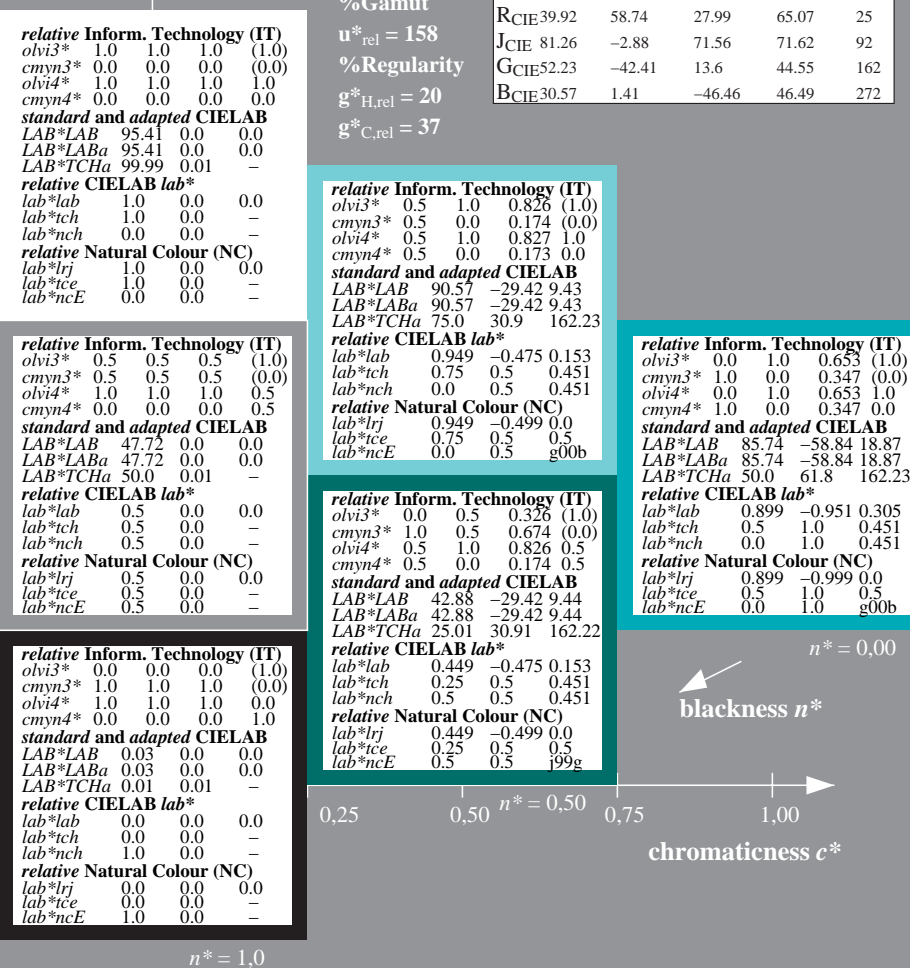 %Gamut
u*rel = 158
%Regularity
g*H,rel = 20
g*C,rel = 37
RCIE 39.92 58.74 27.99 65.07 25
JCIE 81.26 –2.88 71.56 71.62 92
GCIE 52.23 –42.41 13.6 44.55 162
BCIE 30.57 1.41 –46.46 46.49 272
relative Inform. Technology (IT)
olvi3* 1.0 1.0 1.0 (1.0)
cmyn3* 0.0 0.0 0.0 (0.0)
olvi4* 1.0 1.0 1.0 1.0
cmyn4* 0.0 0.0 0.0 0.0
standard and adapted CIELAB
LAB*LAB 95.41 0.0 0.0
LAB*LABa 95.41 0.0 0.0
LAB*TCHa 99.99 0.01 –
relative CIELAB lab*
lab*lab 1.0 0.0 0.0
lab*tch 1.0 0.0 –
lab*nch 0.0 0.0 –
relative Natural Colour (NC)
lab*lrj 1.0 0.0 0.0
lab*tce 1.0 0.0 –
lab*ncE 0.0 0.0 –
relative Inform. Technology (IT)
olvi3* 0.5 1.0 0.826 (1.0)
cmyn3* 0.5 0.0 0.174 (0.0)
olvi4* 0.5 1.0 0.827 1.0
cmyn4* 0.5 0.0 0.173 0.0
standard and adapted CIELAB
LAB*LAB 90.57 –29.42 9.43
LAB*LABa 90.57 –29.42 9.43
LAB*TCHa 75.0 30.9 162.23
relative CIELAB lab*
lab*lab 0.949 –0.475 0.153
lab*tch 0.75 0.5 0.451
lab*nch 0.0 0.5 0.451
relative Natural Colour (NC)
lab*lrj 0.949 –0.499 0.0
lab*tce 0.75 0.5 0.5
lab*ncE 0.0 0.5 g00b
relative Inform. Technology (IT)
olvi3* 0.5 0.5 0.5 (1.0)
cmyn3* 0.5 0.5 0.5 (0.0)
olvi4* 1.0 1.0 1.0 0.5
cmyn4* 0.0 0.0 0.0 0.5
standard and adapted CIELAB
LAB*LAB 47.72 0.0 0.0
LAB*LABa 47.72 0.0 0.0
LAB*TCHa 50.0 0.01 –
relative CIELAB lab*
lab*lab 0.5 0.0 0.0
lab*tch 0.5 0.0 –
lab*nch 0.5 0.0 –
relative Natural Colour (NC)
lab*lrj 0.5 0.0 0.0
lab*tce 0.5 0.0 –
lab*ncE 0.5 0.0 –
relative Inform. Technology (IT)
olvi3* 0.0 1.0 0.653 (1.0)
cmyn3* 1.0 0.0 0.347 (0.0)
olvi4* 0.0 1.0 0.653 1.0
cmyn4* 1.0 0.0 0.347 0.0
standard and adapted CIELAB
LAB*LAB 85.74 –58.84 18.87
LAB*LABa 85.74 –58.84 18.87
LAB*TCHa 50.0 61.8 162.23
relative CIELAB lab*
lab*lab 0.899 –0.951 0.305
lab*tch 0.5 1.0 0.451
lab*nch 0.0 1.0 0.451
relative Natural Colour (NC)
lab*lrj 0.899 –0.999 0.0
lab*tce 0.5 1.0 0.5
lab*ncE 0.0 1.0 g00b
relative Inform. Technology (IT)
olvi3* 0.0 0.5 0.326 (1.0)
cmyn3* 1.0 0.5 0.674 (0.0)
olvi4* 0.5 1.0 0.826 0.5
cmyn4* 0.5 0.0 0.174 0.5
standard and adapted CIELAB
LAB*LAB 42.88 –29.42 9.44
LAB*LABa 42.88 –29.42 9.44
LAB*TCHa 25.01 30.91 162.22
relative CIELAB lab*
lab*lab 0.449 –0.475 0.153
lab*tch 0.25 0.5 0.451
lab*nch 0.5 0.5 0.451
relative Natural Colour (NC)
lab*lrj 0.449 –0.499 0.0
lab*tce 0.25 0.5 0.5
lab*ncE 0.5 0.5 j99g
relative Inform. Technology (IT)
olvi3* 0.0 0.0 0.0 (1.0)
cmyn3* 1.0 1.0 1.0 (0.0)
olvi4* 1.0 1.0 1.0 0.0
cmyn4* 0.0 0.0 0.0 1.0
standard and adapted CIELAB
LAB*LAB 0.03 0.0 0.0
LAB*LABa 0.03 0.0 0.0
LAB*TCHa 0.01 0.01 –
relative CIELAB lab*
lab*lab 0.0 0.0 0.0
lab*tch 0.0 0.0 –
lab*nch 1.0 0.0 –
relative Natural Colour (NC)
lab*lrj 0.0 0.0 0.0
lab*tce 0.0 0.0 –
lab*ncE 1.0 0.0 –
n* = 0,00
blackness n*
n* = 0,50
0,25 0,50 0,75 1,00
chromaticness c*
n* = 1,0